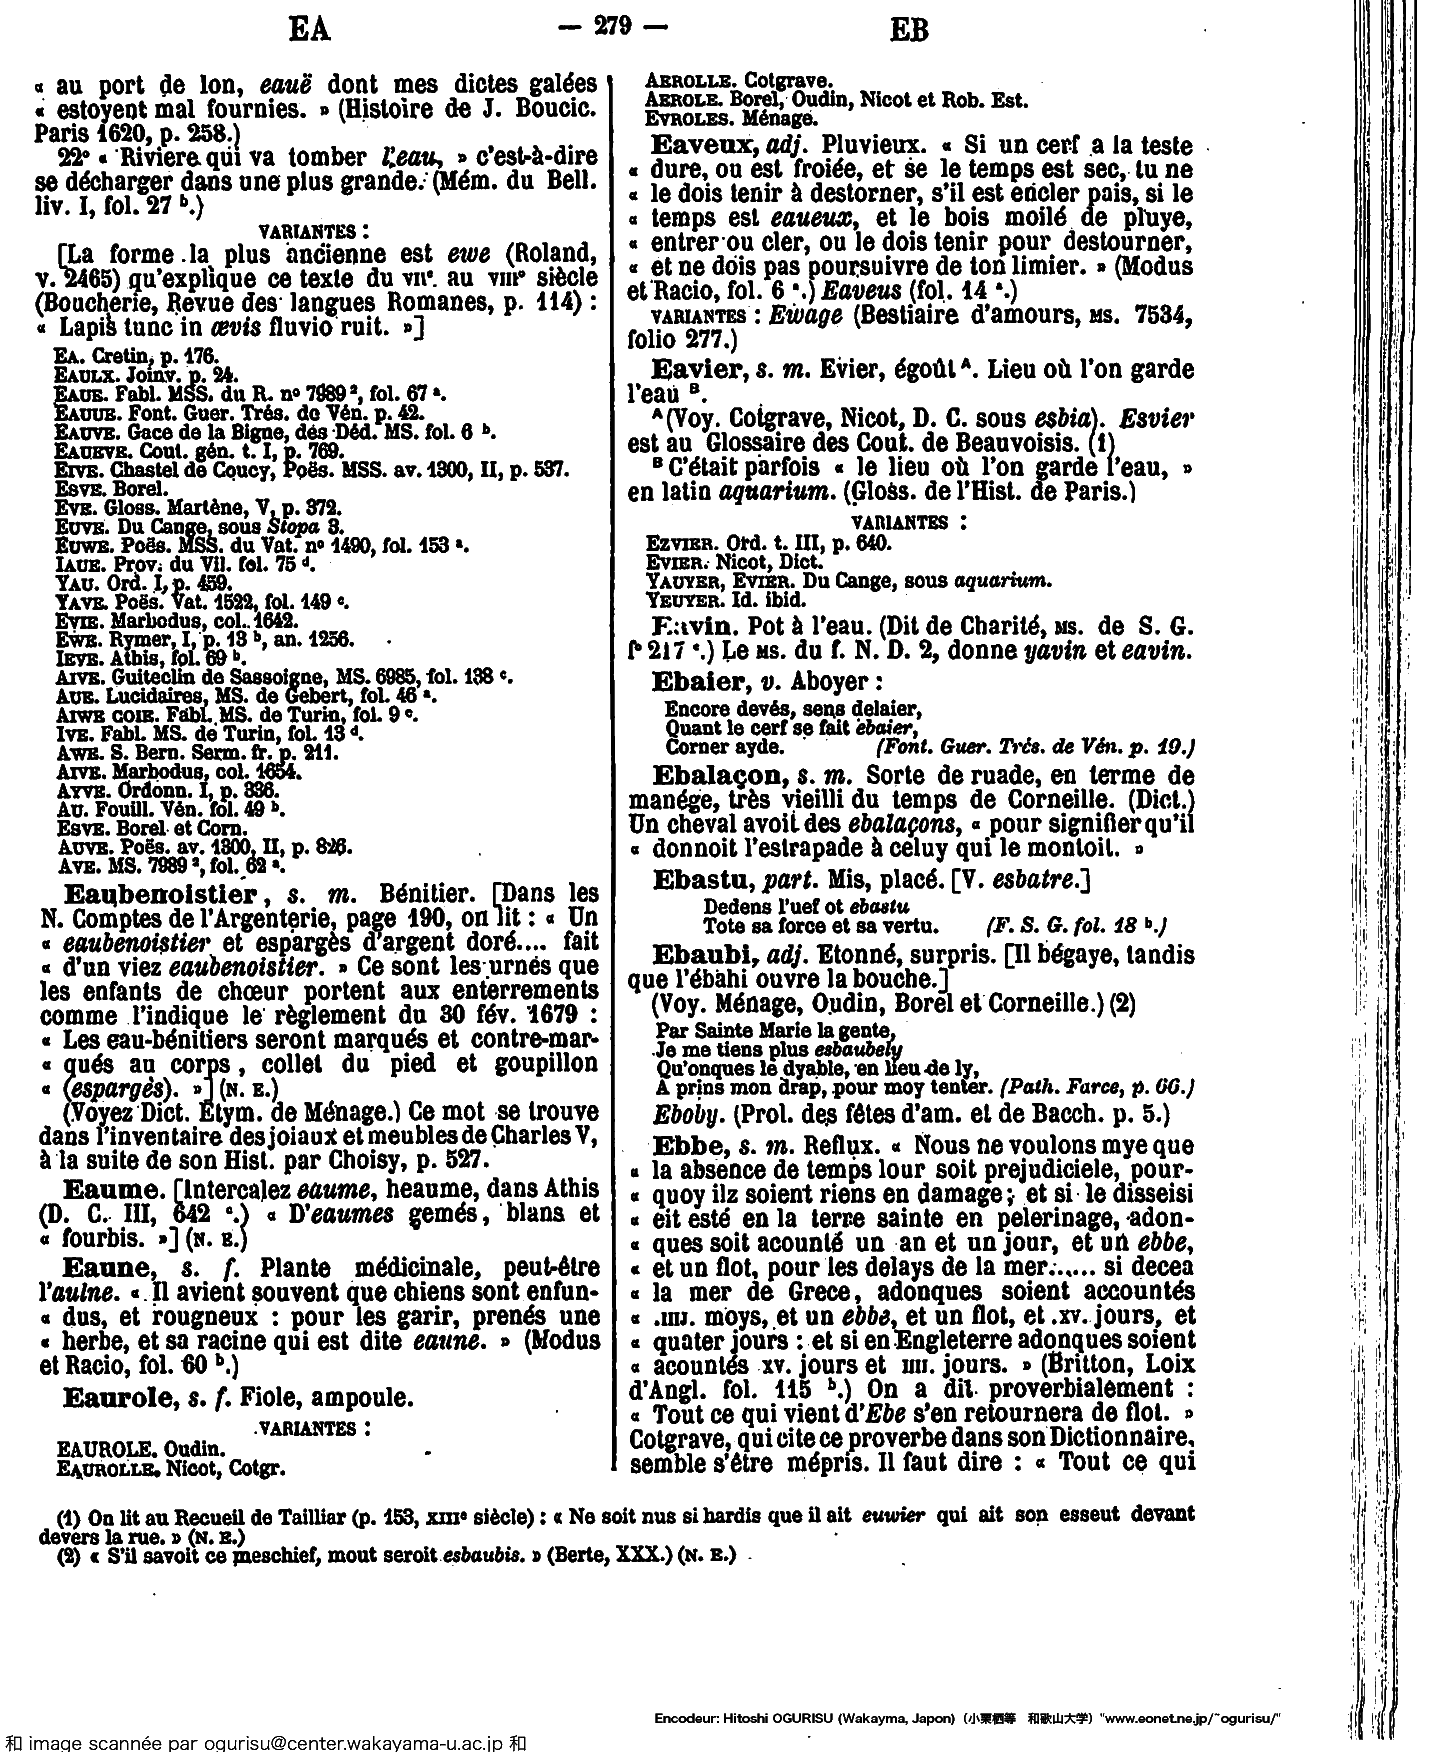 EA — 279 — EB
« au port de lon, eauë dont mes dictes galées
« estoyent mal fournies. » (Histoire de J. Boucic.
Paris 1620, p. 258.)
22° « Riviere qui va tomber l'eau, » c'est-à-dire
se décharger dans une plus grande. (Mém. du Bell.
liv. I, fol. 27 b.)
VARIANTES :
[La forme la plus ancienne est ewe (Roland,
v. 2465) qu'explique ce texte du VIIe au VIIIe siècle
(Boucherie, Revue des langues Romanes, p. 114) :
« Lapis tunc in ævis fluvio ruit. »]
EA. Cretin, p. 176.
EAULX. Joinv. p. 24.
EAUE. Fabl. MSS. du R. no 7989 2, fol. 67 a.
EAUUE. Font. Guer. Trés. de Vén. p. 42.
EAUVE. Gace de la Bigne, des Déd. MS. fol. 6 b.
EAUEVE. Cout. gén. t. I, p. 769.
EIVE. Chastel de Coucy, Poës. MSS. av. 1300, II, p. 537.
ESVE. Borel.
EVE. Gloss. Martène, V, p. 372.
EUVE. Du Cange, sous Stopa 3.
EUWE. Poës. MSS. du Vat. no 1490, fol. 153 a.
IAUE. Prov. du Vil. fol. 75 d.
YAU. Ord. I, p. 459.
YAVE. Poës. Vat. 1522, fol. 149 c.
EVIE. Marbodus, col. 1642.
EWE. Rymer, I, p. 13 b, an. 1256.
IEVE. Athis, fol. 69 b.
AIVE. Guiteclin de Sassoigne, MS. 6985, fol. 138 c.
AUE. Lucidaires, MS. de Gebert, fol. 46 a.
AIWE COIE. Fabl. MS. de Turin, fol. 9 c.
IVE. Fabl. MS. de Turin, fol. 13 d.
AWE. S. Bern. Serm. fr. p. 211.
AIVE. Marbodus, col. 1654.
AYVE. Ordonn. I, p. 336.
AU. Fouill. Vén. fol. 49 b.
ESVE. Borel et Corn.
AUVE. Poës. av. 1300, II, p. 826.
AVE. MS. 7989 2, fol. 62 a.
Eaubenoistier, s. m. Bénitier. [Dans les
N. Comptes de l'Argenterie, page 190, on lit : « Un
« eaubenoistier et espargès d'argent doré.... fait
« d'un viez eaubenoistier. » Ce sont les urnes que
les enfants de chœur portent aux enterrements
comme l'indique le règlement du 30 fév. 1679 :
« Les eau-bénitiers seront marqués et contre-mar-
« qués au corps, collet du pied et goupillon
« (espargès). »] (N. E.)
(Voyez Dict. Etym. de Ménage.) Ce mot se trouve
dans l'inventaire des joiaux et meubles de Charles V,
à la suite de son Hist. par Choisy, p. 527.
Eaume. [Intercalez eaume, heaume, dans Athis
(D. C. III, 642 c.) « D'eaumes gemés, blans et
« fourbis. »] (N. E.)
Eaune, s. f. Plante médicinale, peut-être
l'aulne. « Il avient souvent que chiens sont enfun-
« dus, et rougneux : pour les garir, prenés une
« herbe, et sa racine qui est dite eaune. » (Modus
et Racio, fol. 60 b.)
Eaurole, s. f. Fiole, ampoule.
VARIANTES :
EAUROLE. Oudin.
EAUROLLE. Nicot, Cotgr.
AEROLLE. Cotgrave.
AEROLE. Borel, Oudin, Nicot et Rob. Est.
EVROLES. Ménage.
Eaveux, adj. Pluvieux. « Si un cerf a la teste
« dure, ou est froiée, et se le temps est sec, tu ne
« le dois tenir à destorner, s'il est encler pais, si le
« temps est eaueux, et le bois moilé de pluye,
« entrer ou cler, ou le dois tenir pour destourner,
« et ne dois pas poursuivre de ton limier. » (Modus
et Racio, fol. 6 a.) Eaveus (fol. 14 a.)
VARIANTES : Ewage (Bestiaire d'amours, MS. 7534,
folio 277.)
Eavier, s. m. Evier, égoût A. Lieu où l'on garde
l'eau B.
A (Voy. Cotgrave, Nicot, D. C. sous esbia). Esvier
est au Glossaire des Cout. de Beauvoisis. (1)
B C'était parfois « le lieu où l'on garde l'eau, »
en latin aquarium. (Gloss. de l'Hist. de Paris.)
VARIANTES :
EZVIER. Ord. t. III, p. 640.
EVIER. Nicot, Dict.
YAUYER, EVIER. Du Cange, sous aquarium.
YEUYER. Id. ibid.
Eavin. Pot à l'eau. (Dit de Charité, MS. de S. G.
fo 217 c.) Le MS. du f. N. D. 2, donne yavin et eavin.
Ebaier, v. Aboyer :
Encore devés, sens delaier,
Quant le cerf se fait ebaier,
Corner ayde. (Font. Guer. Trés. de Vén. p. 19.)
Ebalaçon, s. m. Sorte de ruade, en terme de
manége, très vieilli du temps de Corneille. (Dict.)
Un cheval avoit des ebalaçons, « pour signifier qu'il
« donnoit l'estrapade à celuy qui le montoit. »
Ebastu, part. Mis, placé. [V. esbatre.]
Dedens l'uef ot ebastu
Tote sa force et sa vertu. (F. S. G. fol. 18 b.)
Ebaubi, adj. Etonné, surpris. [Il bégaye, tandis
que l'ébahi ouvre la bouche.]
(Voy. Ménage, Oudin, Borel et Corneille.) (2)
Par Sainte Marie la gente,
Je me tiens plus esbaubely
Qu'onques le dyable, en lieu de ly,
A prins mon drap, pour moy tenter. (Path. Farce, p. 66.)
Eboby. (Prol. des fêtes d'am. et de Bacch. p. 5.)
Ebbe, s. m. Reflux. « Nous ne voulons mye que
« la absence de temps lour soit prejudiciele, pour-
« quoy ilz soient riens en damage ; et si le disseisi
« eit esté en la terre sainte en pelerinage, adon-
« ques soit acounté un an et un jour, et un ebbe,
« et un flot, pour les delays de la mer...... si decea
« la mer de Grece, adonques soient accountés
« .IIIJ. moys, et un ebbe, et un flot, et .XV. jours, et
« quater jours : et si en Engleterre adonques soient
« acountés XV. jours et IIII. jours. » (Britton, Loix
d'Angl. fol. 115 b.) On a dit proverbialement :
« Tout ce qui vient d'Ebe s'en retournera de flot. »
Cotgrave, qui cite ce proverbe dans son Dictionnaire,
semble s'être mépris. Il faut dire : « Tout ce qui
(1) On lit au Recueil de Tailliar (p. 153, XIIIe siècle) : « Ne soit nus si hardis que il ait euwier qui ait son esseut devant
devers la rue. » (N. E.)
(2) « S'il savoit ce meschief, mout seroit esbaubis. » (Berte, XXX.) (N. E.)
Encodeur: Hitoshi OGURISU (Wakayma, Japon) (小栗栖等 和歌山大学) "www.eonet.ne.jp/~ogurisu/"
和 image scannée par ogurisu@center.wakayama-u.ac.jp 和